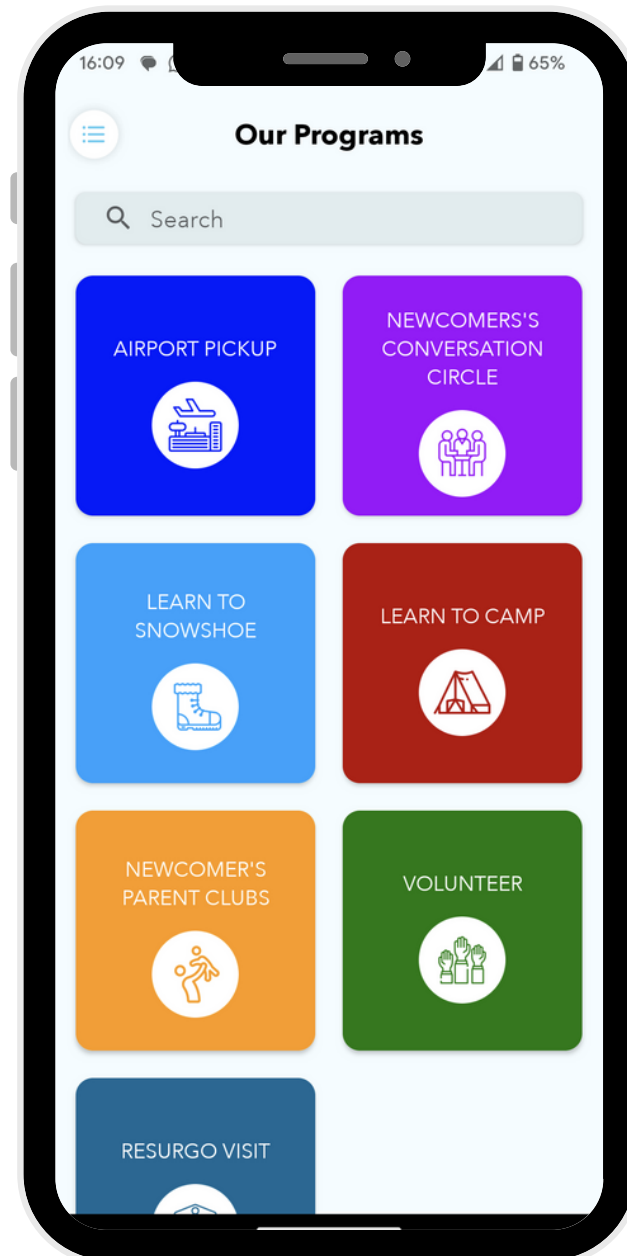 16:09
65%
Our Programs
Search
AIRPORT PICKUP
NEWCOMERS'S
CONVERSATION
CIRCLE
LEARN TO
SNOWSHOE
LEARN TO CAMP
NEWCOMER'S
PARENT CLUBS
VOLUNTEER
RESURGO VISIT